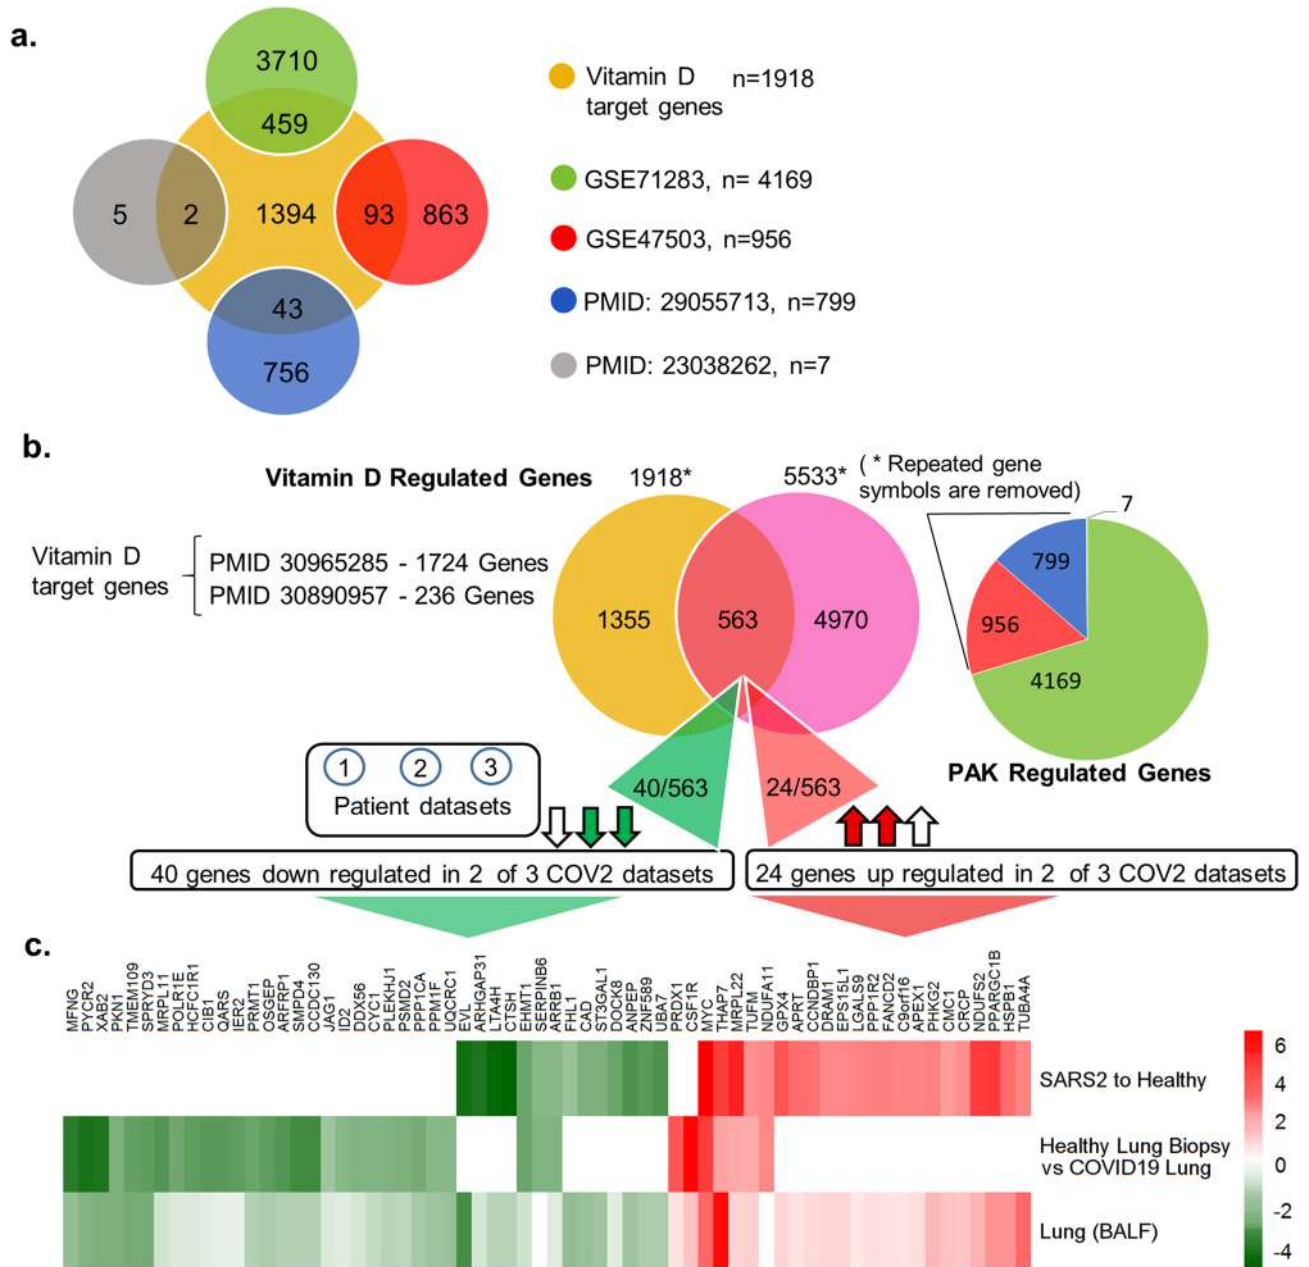 a.
3710
459
5
2
1394
93
863
43
756
Vitamin D n=1918
target genes
GSE71283, n= 4169
GSE47503, n=956
PMID: 29055713, n=799
PMID: 23038262, n=7
b.
Vitamin D Regulated Genes
1918*
5533*
( * Repeated gene
symbols are removed)
Vitamin D
target genes
PMID 30965285 - 1724 Genes
PMID 30890957 - 236 Genes
1355
563
4970
7
799
956
4169
PAK Regulated Genes
1 2 3
Patient datasets
40/563
24/563
40 genes down regulated in 2 of 3 COV2 datasets
24 genes up regulated in 2 of 3 COV2 datasets
c.
MFNG
PYCR2
XAB2
PKN1
TMEM109
SPRYD3
MRPL11
POLR1E
HCFC1R1
CIB1
QARS
IER2
PRMT1
OSGEP
ARFRP1
SMPD4
CCDC130
JAG1
ID2
DDX56
CYC1
PLEKHJ1
PSMD2
PPP1CA
PPM1F
UQCRC1
EVL
ARHGAP31
LTA4H
CTSH
EHMT1
SERPINB6
ARRB1
FHL1
CAD
ST3GAL1
DOCK8
ANPEP
ZNF589
UBA7
PRDX1
CSF1R
MYC
THAP7
MRPL22
TUFM
NDUFA11
GPX4
APRT
CCNDBP1
DRAM1
EPS15L1
LGALS9
PPP1R2
FANCD2
C9orf16
APEX1
PHKG2
CMC1
CRCP
NDUFS2
PPARGC1B
HSPB1
TUBA4A
SARS2 to Healthy
Healthy Lung Biopsy
vs COVID19 Lung
Lung (BALF)
6
4
2
0
-2
-4